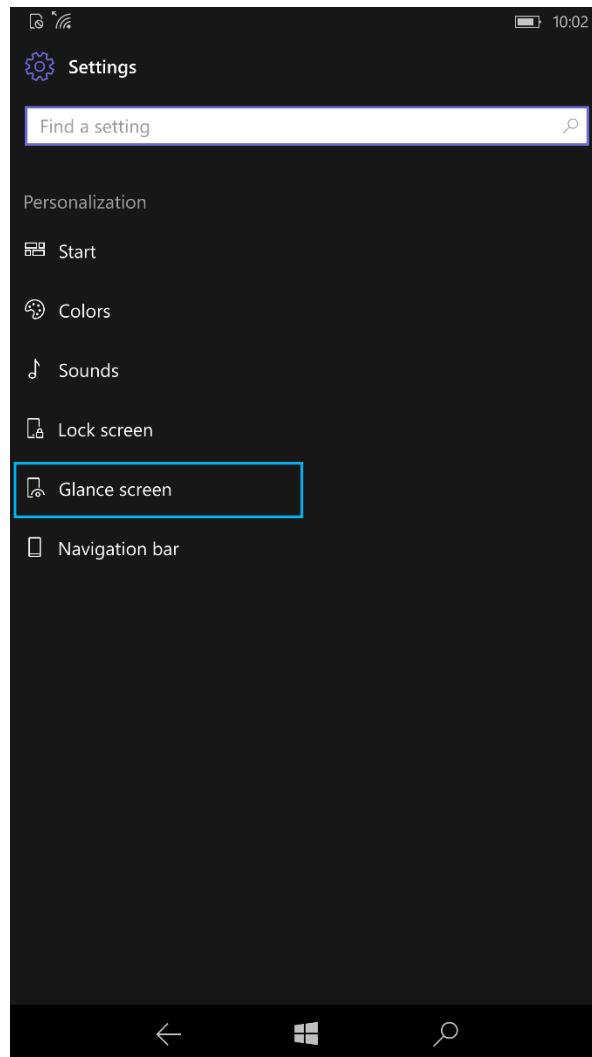 10:02
Settings
Find a setting
Personalization
Start
Colors
Sounds
Lock screen
Glance screen
Navigation bar